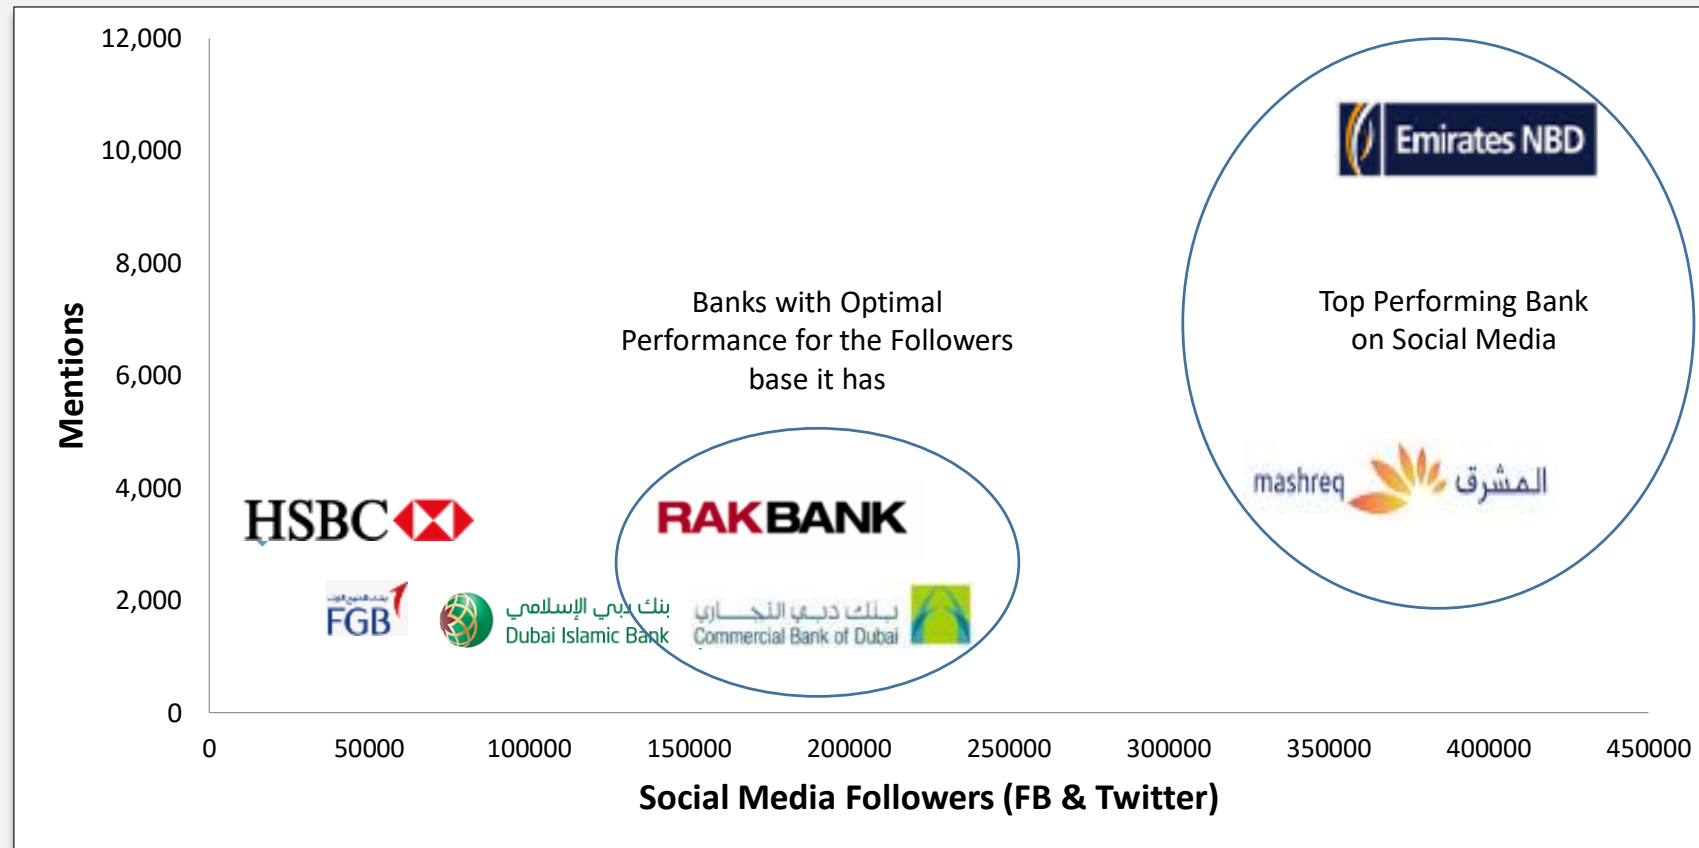 12,000
10,000
8,000
6,000
4,000
2,000
0
Mentions
Emirates NBD
Banks with Optimal
Performance for the Followers
base it has
Top Performing Bank
on Social Media
mashreq المشرق
HSBC
RAKBANK
FGB
بنك دبي الإسلامي
Dubai Islamic Bank
بنك دبي التجاري
Commercial Bank of Dubai
0 50000 100000 150000 200000 250000 300000 350000 400000 450000
Social Media Followers (FB & Twitter)